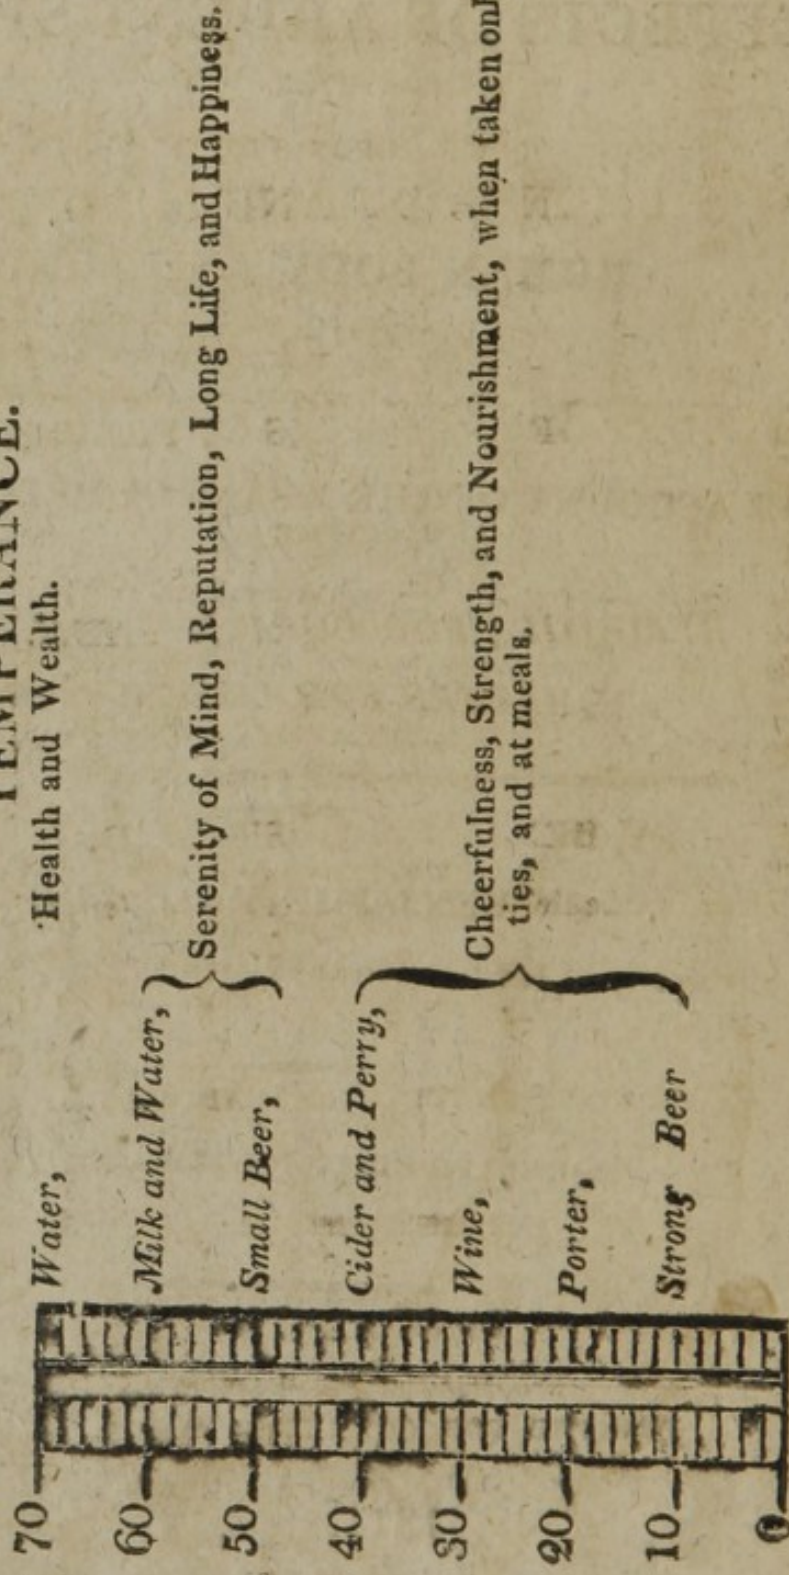 TEMPERANCE.
Health and Wealth.
70 Water,
60 Milk and Water,
Serenity of Mind, Reputation, Long Life, and Happiness.
50 Small Beer,
40 Cider and Perry,
30 Wine,
Cheerfulness, Strength, and Nourishment, when taken onl
ties, and at meals.
20 Porter,
10 Strong Beer
0